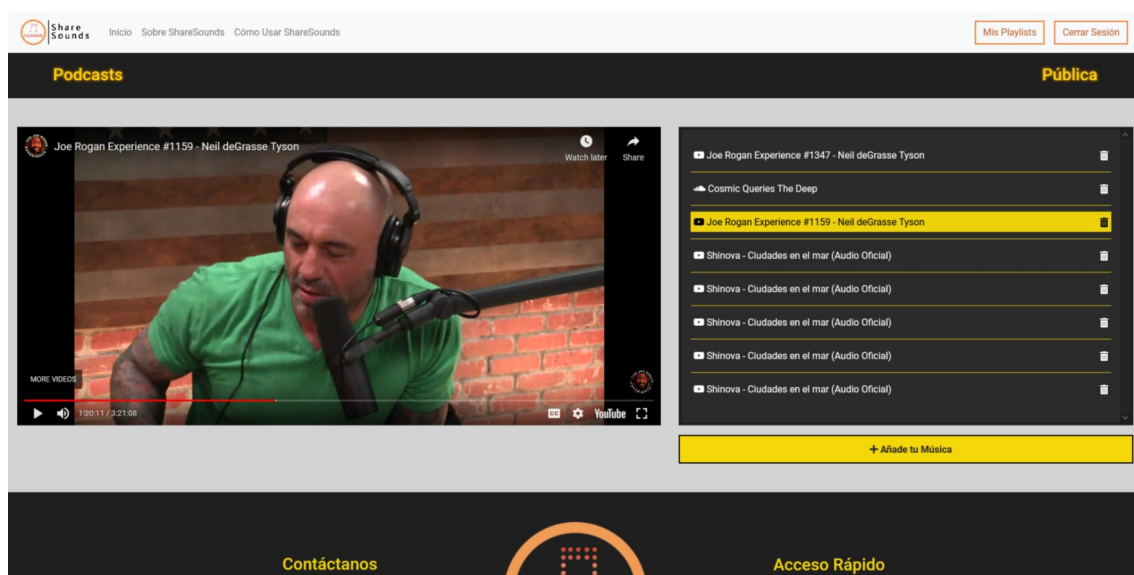 Share
Sounds
Inicio Sobre ShareSounds Cómo Usar ShareSounds
Mis Playlists Cerrar Sesión
Podcasts
Pública
Joe Rogan Experience #1159 - Neil deGrasse Tyson
Watch later Share
MORE VIDEOS
1:20:11 / 3:21:08
CC
YouTube
Joe Rogan Experience #1347 - Neil deGrasse Tyson
Cosmic Queries The Deep
Joe Rogan Experience #1159 - Neil deGrasse Tyson
Shinova - Ciudades en el mar (Audio Oficial)
Shinova - Ciudades en el mar (Audio Oficial)
Shinova - Ciudades en el mar (Audio Oficial)
Shinova - Ciudades en el mar (Audio Oficial)
Shinova - Ciudades en el mar (Audio Oficial)
+ Añade tu Música
Contáctanos
Acceso Rápido